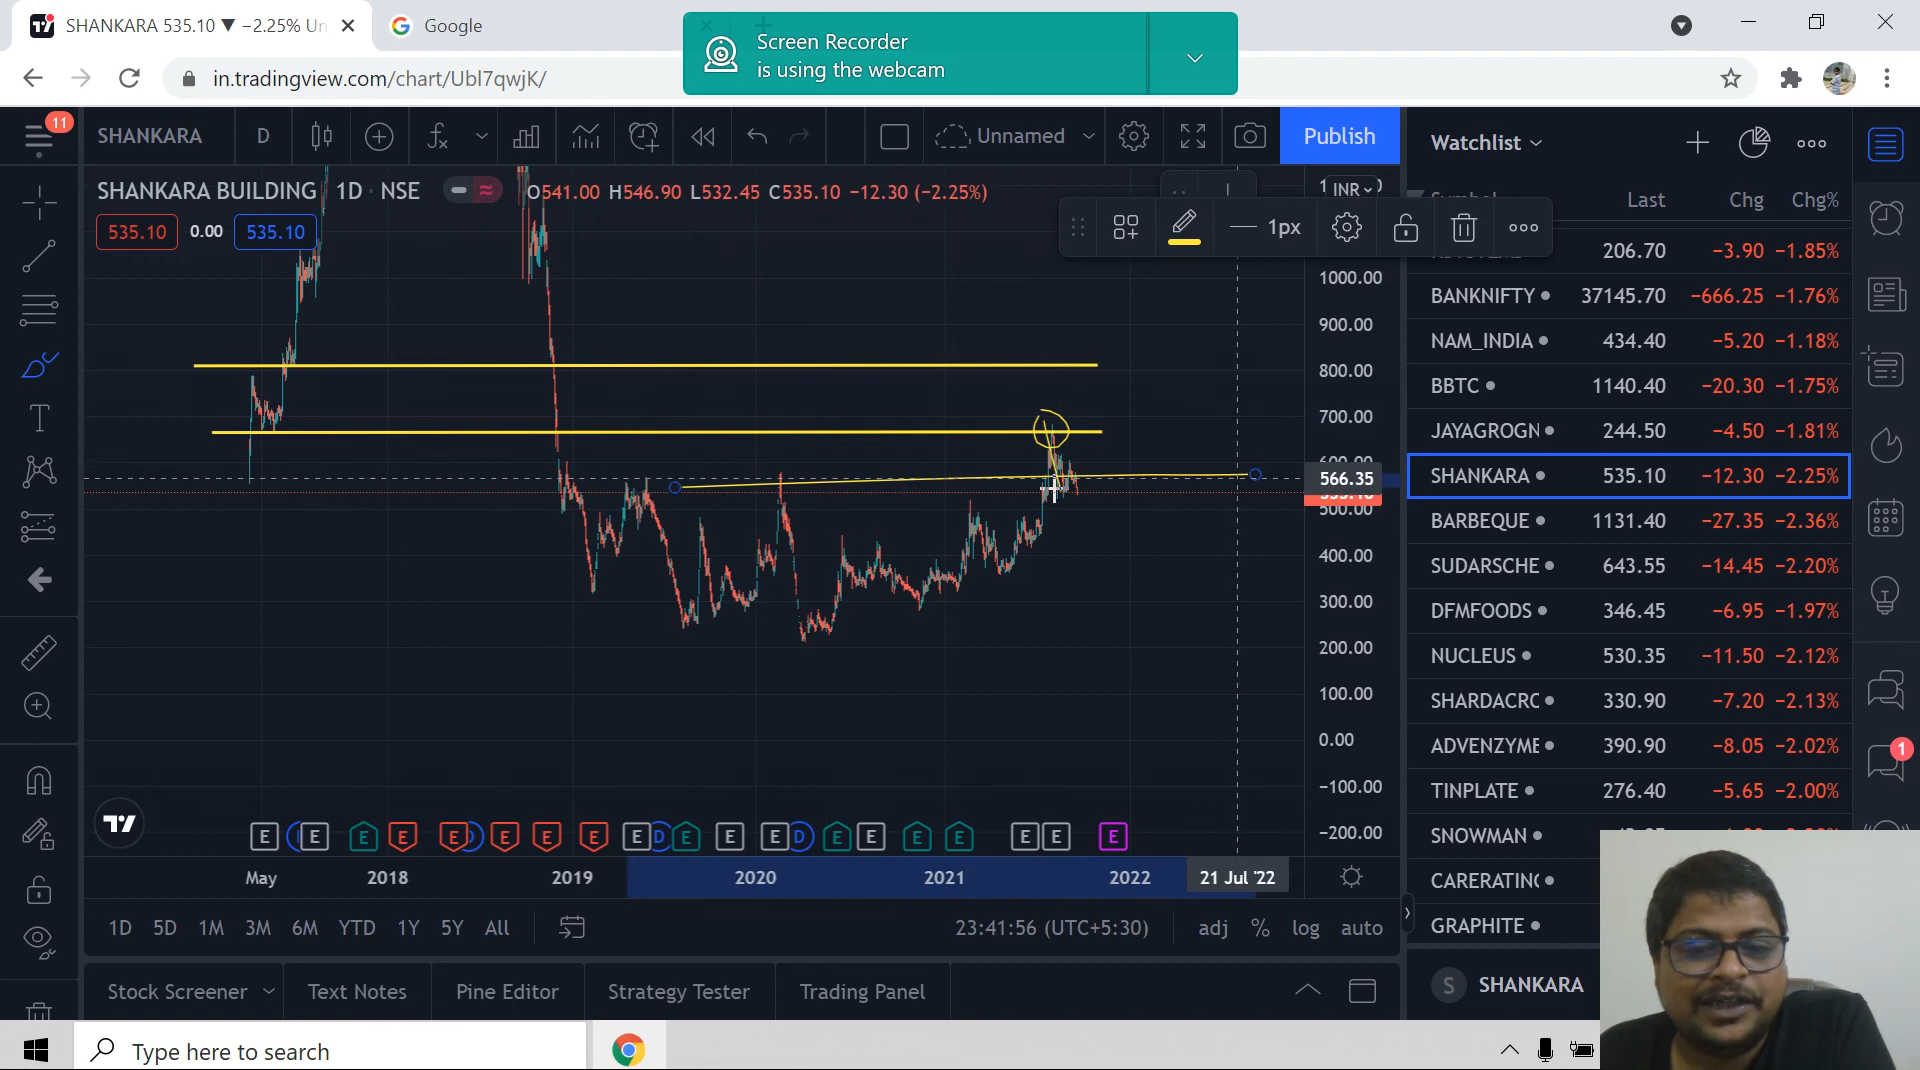 SHANKARA 535.10 ▼ −2.25% Un
Google
Screen Recorder
is using the webcam
in.tradingview.com/chart/Ubl7qwjK/
11
SHANKARA
D
Unnamed
Publish
Watchlist
SHANKARA BUILDING 1D · NSE
O541.00 H546.90 L532.45 C535.10 −12.30 (−2.25%)
INR
535.10 0.00 535.10
1px
Last Chg Chg%
206.70 −3.90 −1.85%
BANKNIFTY 37145.70 −666.25 −1.76%
NAM_INDIA 434.40 −5.20 −1.18%
BBTC 1140.40 −20.30 −1.75%
JAYAGROGN 244.50 −4.50 −1.81%
SHANKARA 535.10 −12.30 −2.25%
BARBEQUE 1131.40 −27.35 −2.36%
SUDARSCHE 643.55 −14.45 −2.20%
DFMFOODS 346.45 −6.95 −1.97%
NUCLEUS 530.35 −11.50 −2.12%
SHARDACRC 330.90 −7.20 −2.13%
ADVENZYME 390.90 −8.05 −2.02%
TINPLATE 276.40 −5.65 −2.00%
SNOWMAN
CARERATING
GRAPHITE
1000.00
900.00
800.00
700.00
566.35
500.00
400.00
300.00
200.00
100.00
0.00
−100.00
−200.00
1
E E E E E E E E E D E E E D E E E E E E E
May 2018 2019 2020 2021 2022 21 Jul '22
1D 5D 1M 3M 6M YTD 1Y 5Y All
23:41:56 (UTC+5:30)
adj % log auto
Stock Screener
Text Notes
Pine Editor
Strategy Tester
Trading Panel
S SHANKARA
Type here to search